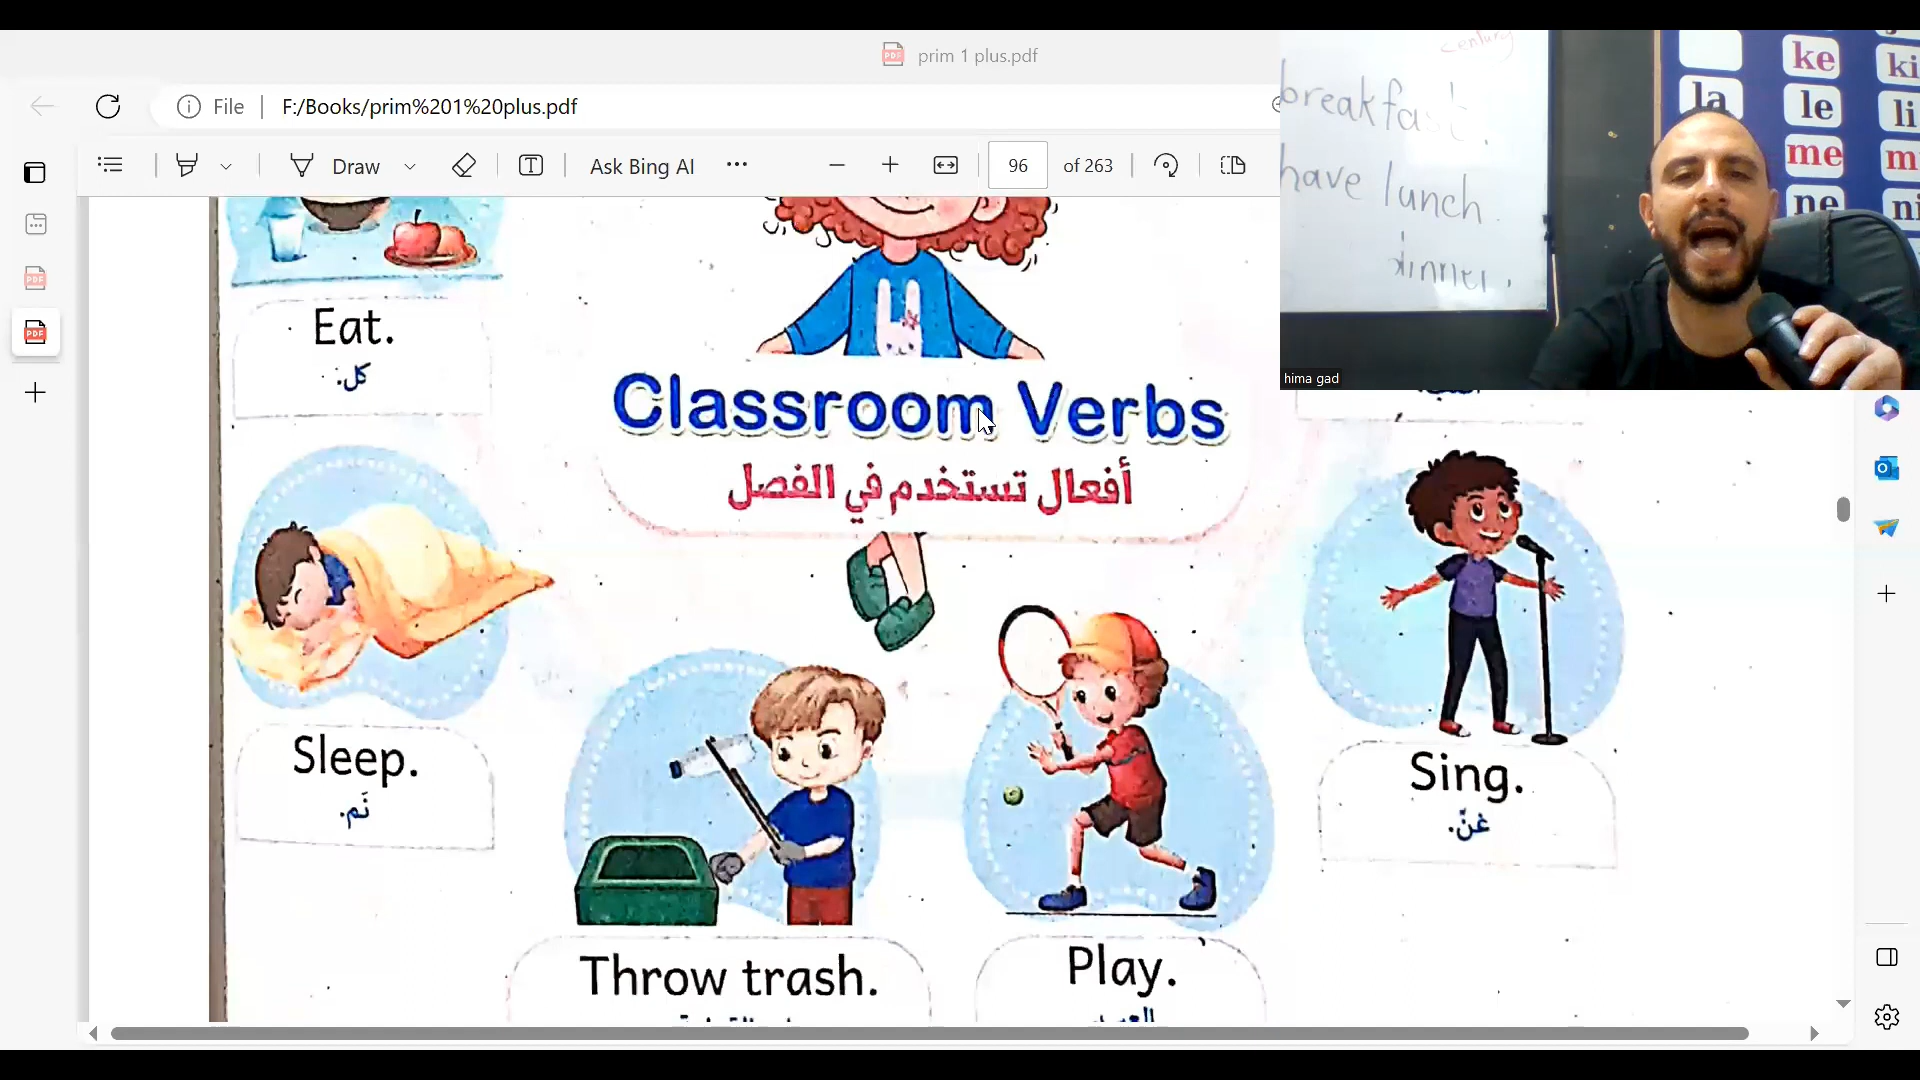 prim 1 plus.pdf
File
F:/Books/prim%201%20plus.pdf
Draw
Ask Bing AI
96 of 263
century
breakfast.
have lunch
dinner.
ke
ki
la
le
li
me
m
ne
ni
hima gad
Eat.
كل.
Classroom Verbs
أفعال تستخدم في الفصل
Sleep.
نَم.
Sing.
غنِّ.
Throw trash.
Play.